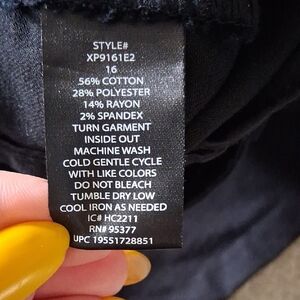 STYLE#
XP9161E2
16
56% COTTON
28% POLYESTER
14% RAYON
2% SPANDEX
TURN GARMENT
INSIDE OUT
MACHINE WASH
COLD GENTLE CYCLE
WITH LIKE COLORS
DO NOT BLEACH
TUMBLE DRY LOW
COOL IRON AS NEEDED
IC# HC2211
RN# 95377
UPC 19551728851